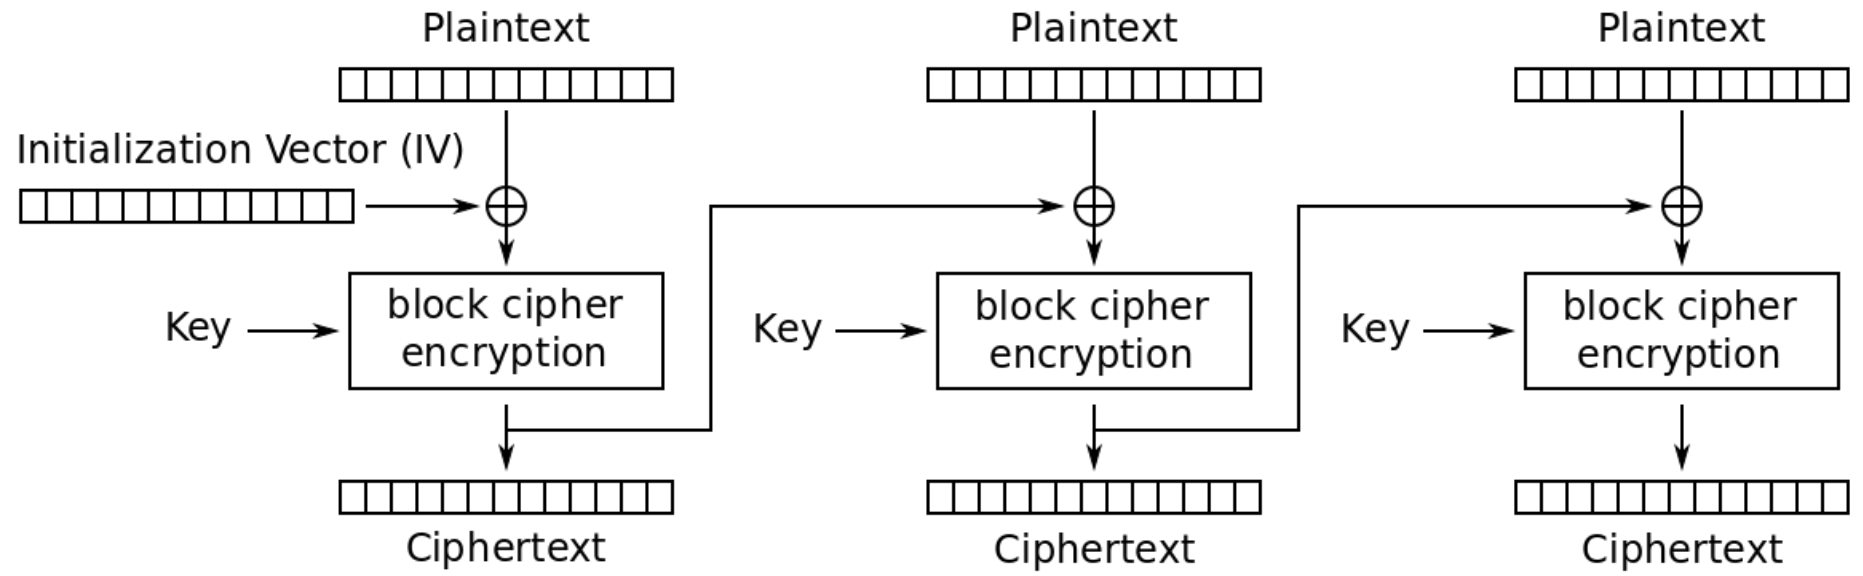 Plaintext
Plaintext
Plaintext
Initialization Vector (IV)
Key
block cipher
encryption
Key
block cipher
encryption
Key
block cipher
encryption
Ciphertext
Ciphertext
Ciphertext